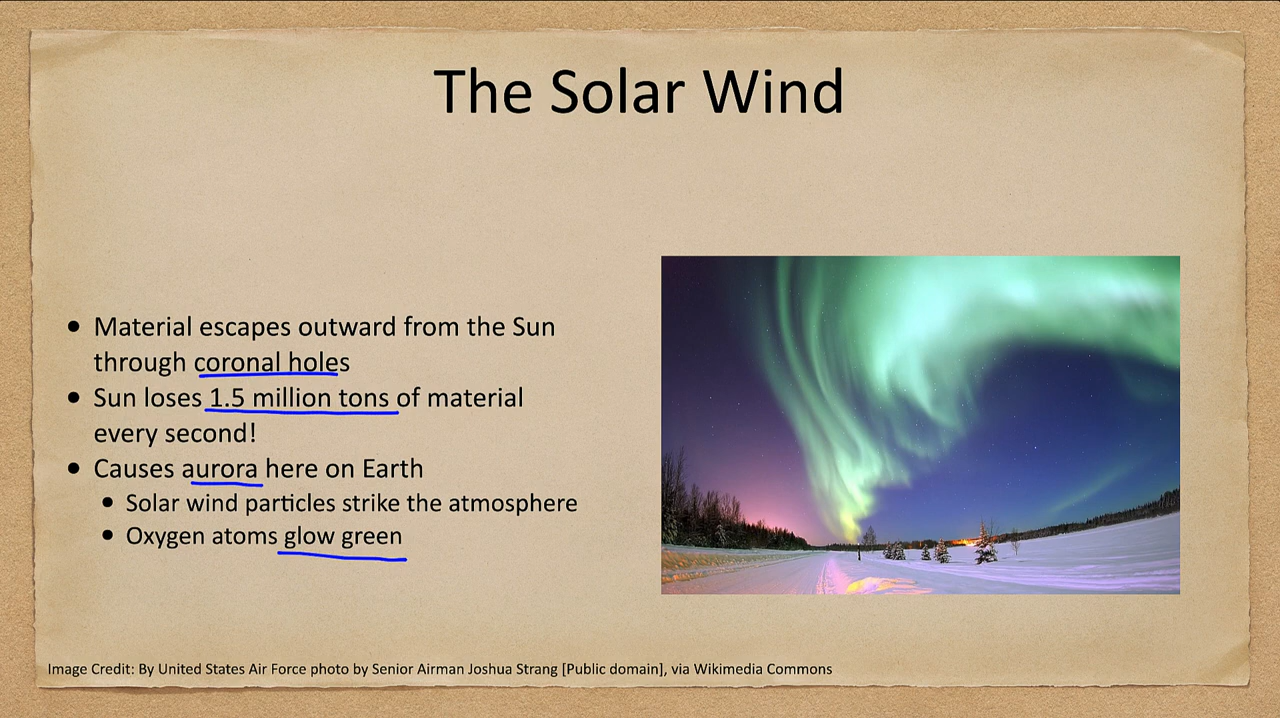 The Solar Wind
• Material escapes outward from the Sun
through coronal holes
• Sun loses 1.5 million tons of material
every second!
• Causes aurora here on Earth
• Solar wind particles strike the atmosphere
• Oxygen atoms glow green
Image Credit: By United States Air Force photo by Senior Airman Joshua Strang [Public domain], via Wikimedia Commons